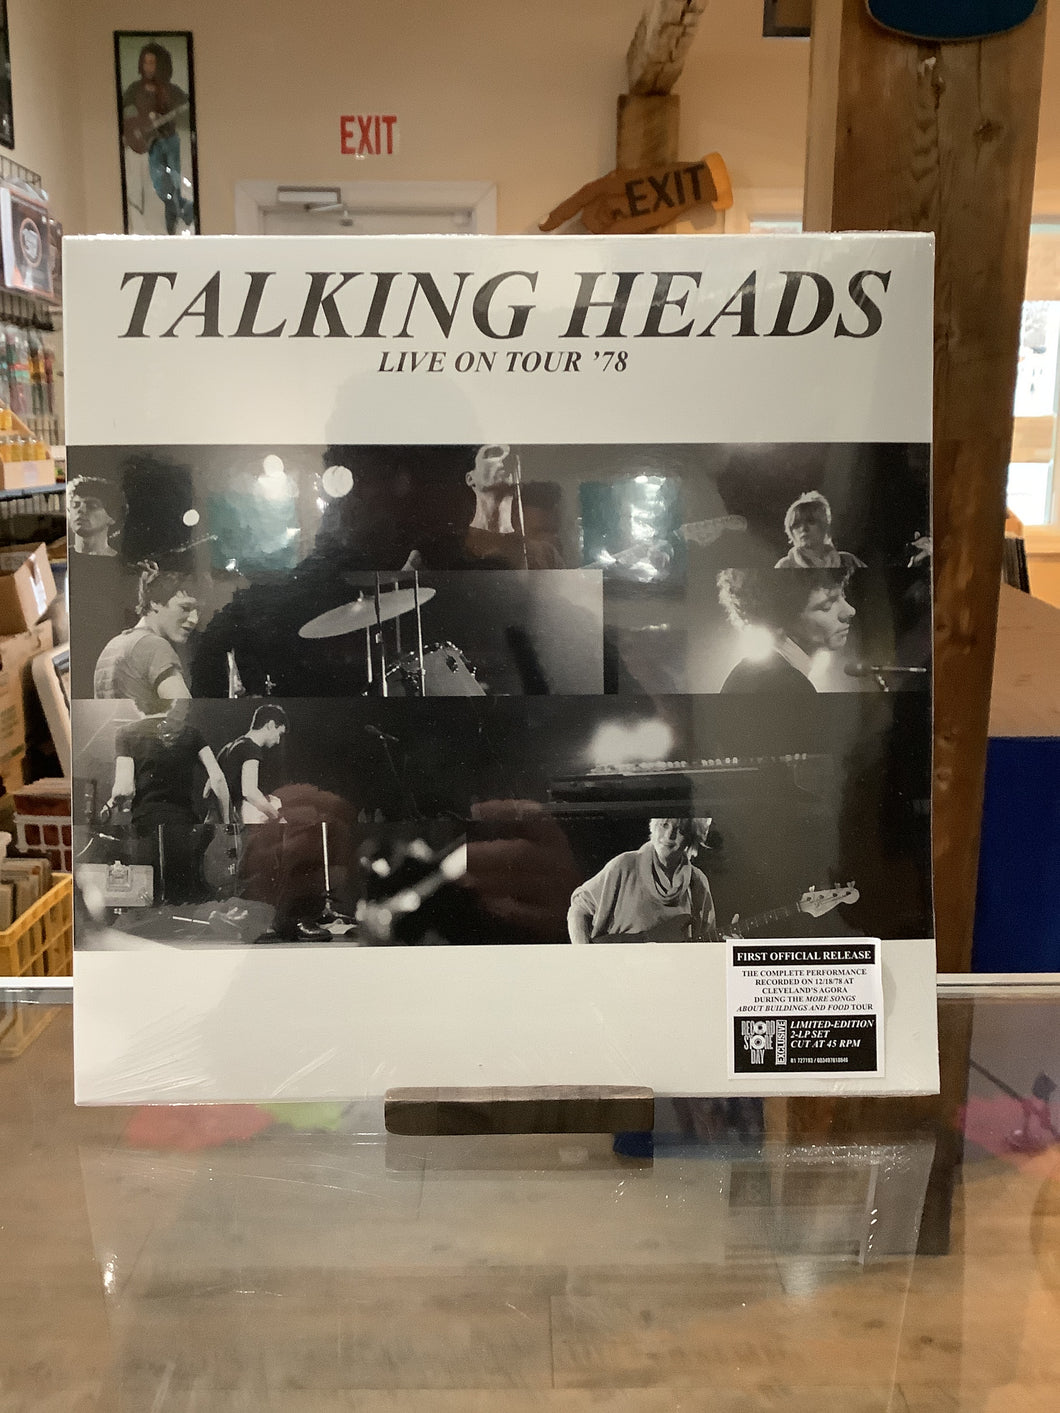 EXIT
EXIT
TALKING HEADS
LIVE ON TOUR ’78
FIRST OFFICIAL RELEASE
THE COMPLETE PERFORMANCE
RECORDED ON 12/18/78 AT
CLEVELAND'S AGORA
DURING THE MORE SONGS
ABOUT BUILDINGS AND FOOD TOUR
RECORD
STORE
DAY
EXCLUSIVE
LIMITED-EDITION
2-LP SET
CUT AT 45 RPM